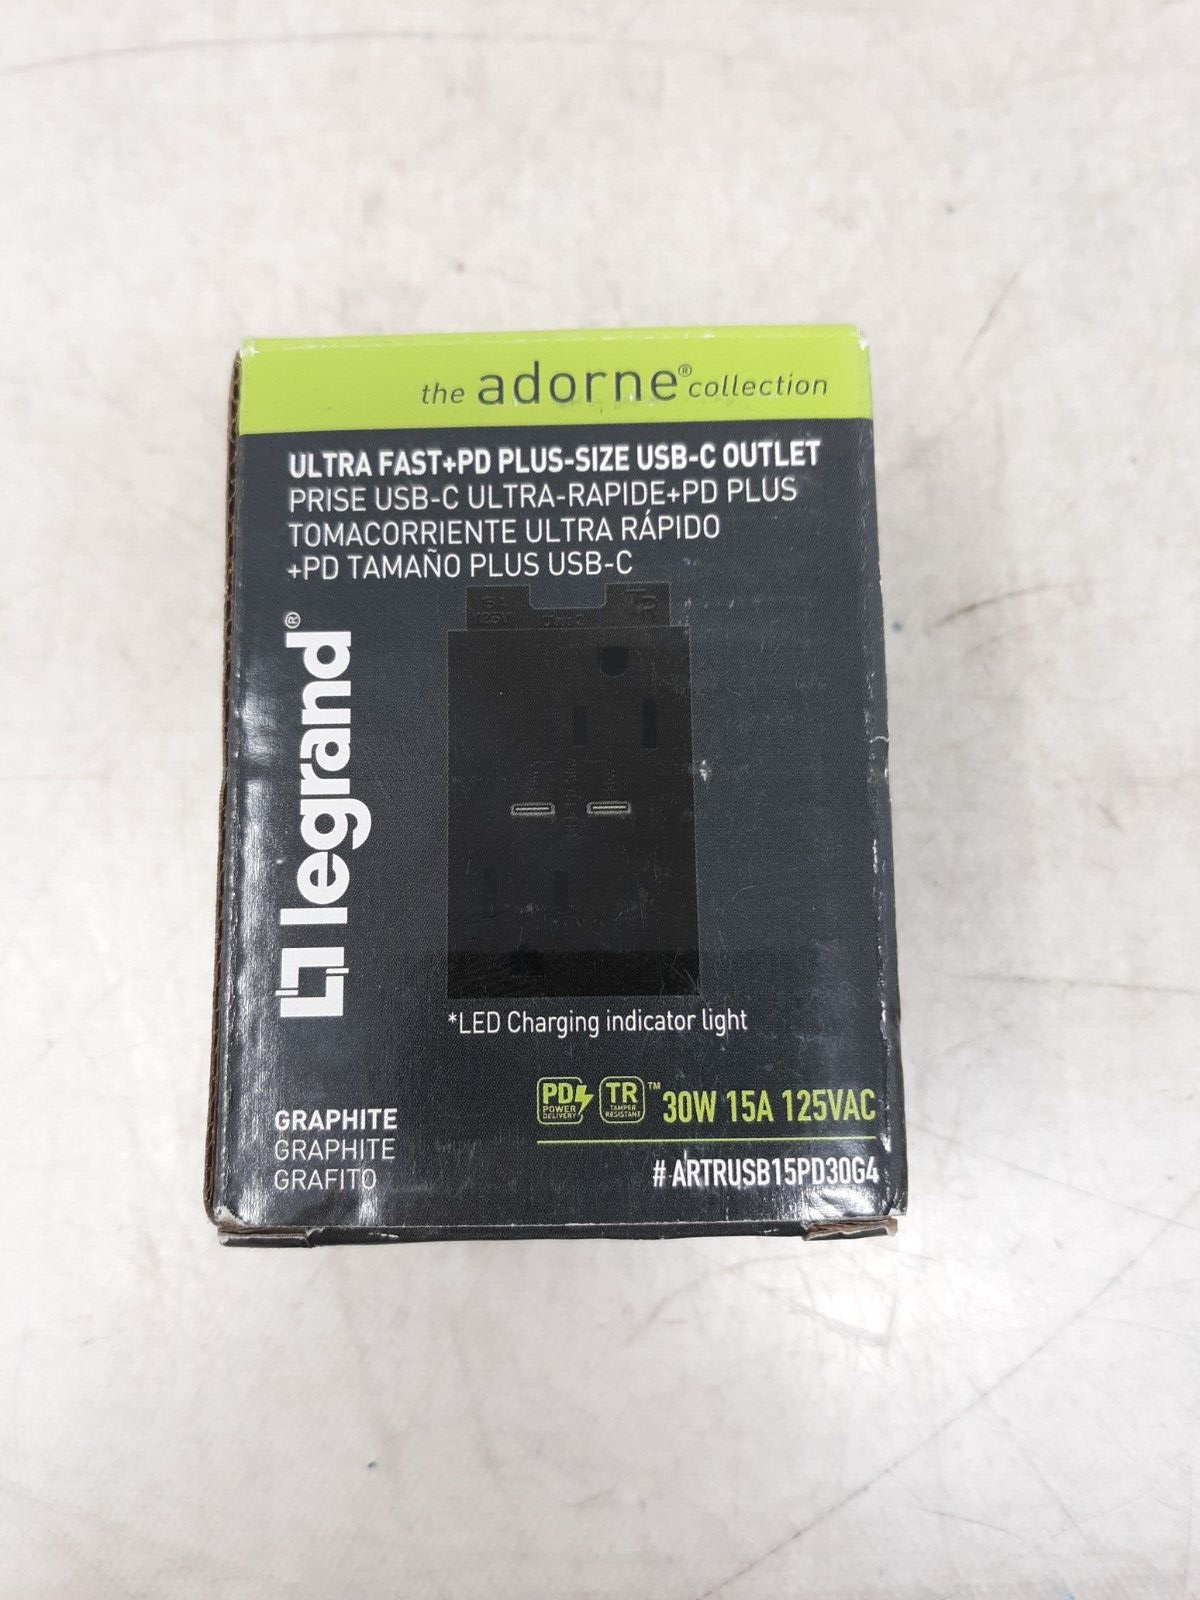 the adorne® collection
ULTRA FAST+PD PLUS-SIZE USB-C OUTLET
PRISE USB-C ULTRA-RAPIDE+PD PLUS
TOMACORRIENTE ULTRA RÁPIDO
+PD TAMAÑO PLUS USB-C
legrand®
*LED Charging indicator light
PD POWER DELIVERY TR TAMPER RESISTANT ™ 30W 15A 125VAC
GRAPHITE
GRAPHITE
GRAFITO
# ARTRUSB15PD30G4